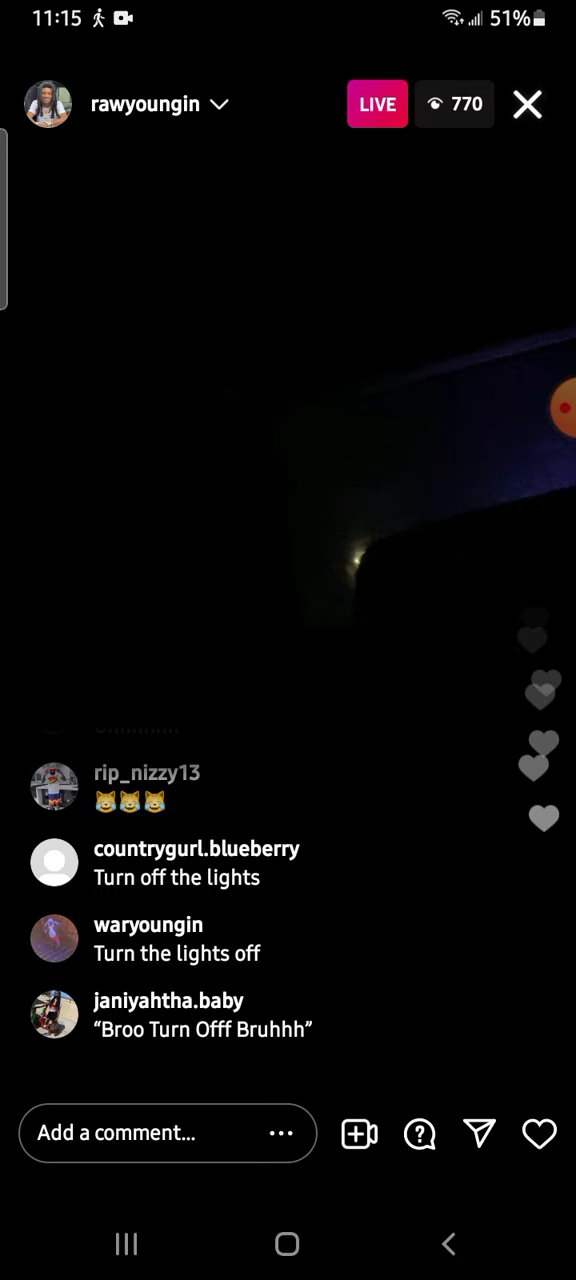 11:15
51%
rawyoungin
LIVE
770
rip_nizzy13
😹😹😹
countrygurl.blueberry
Turn off the lights
waryoungin
Turn the lights off
janiyahtha.baby
“Broo Turn Offf Bruhhh”
Add a comment...